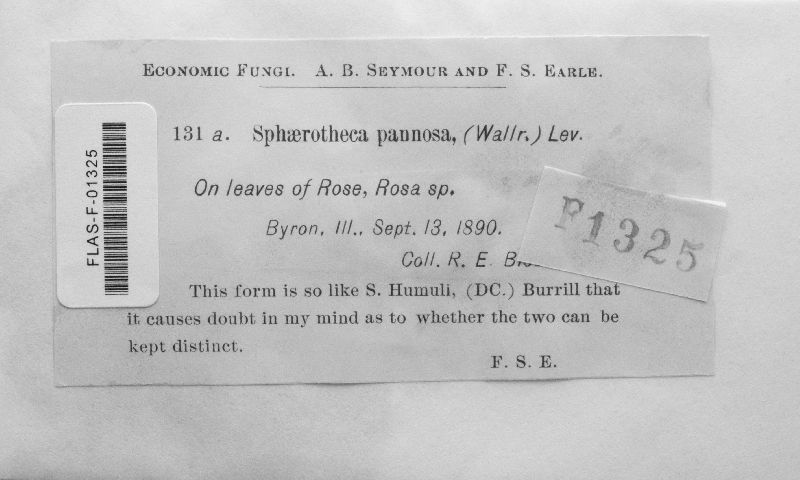 ECONOMIC FUNGI. A. B. SEYMOUR AND F. S. EARLE.
131 a. Sphærotheca pannosa, (Wallr.) Lev.
On leaves of Rose, Rosa sp.
Byron, Ill., Sept. 13, 1890.
Coll. R. E.
This form is so like S. Humuli, (DC.) Burrill that
it causes doubt in my mind as to whether the two can be
kept distinct.
F. S. E.
FLAS-F-01325
F1325